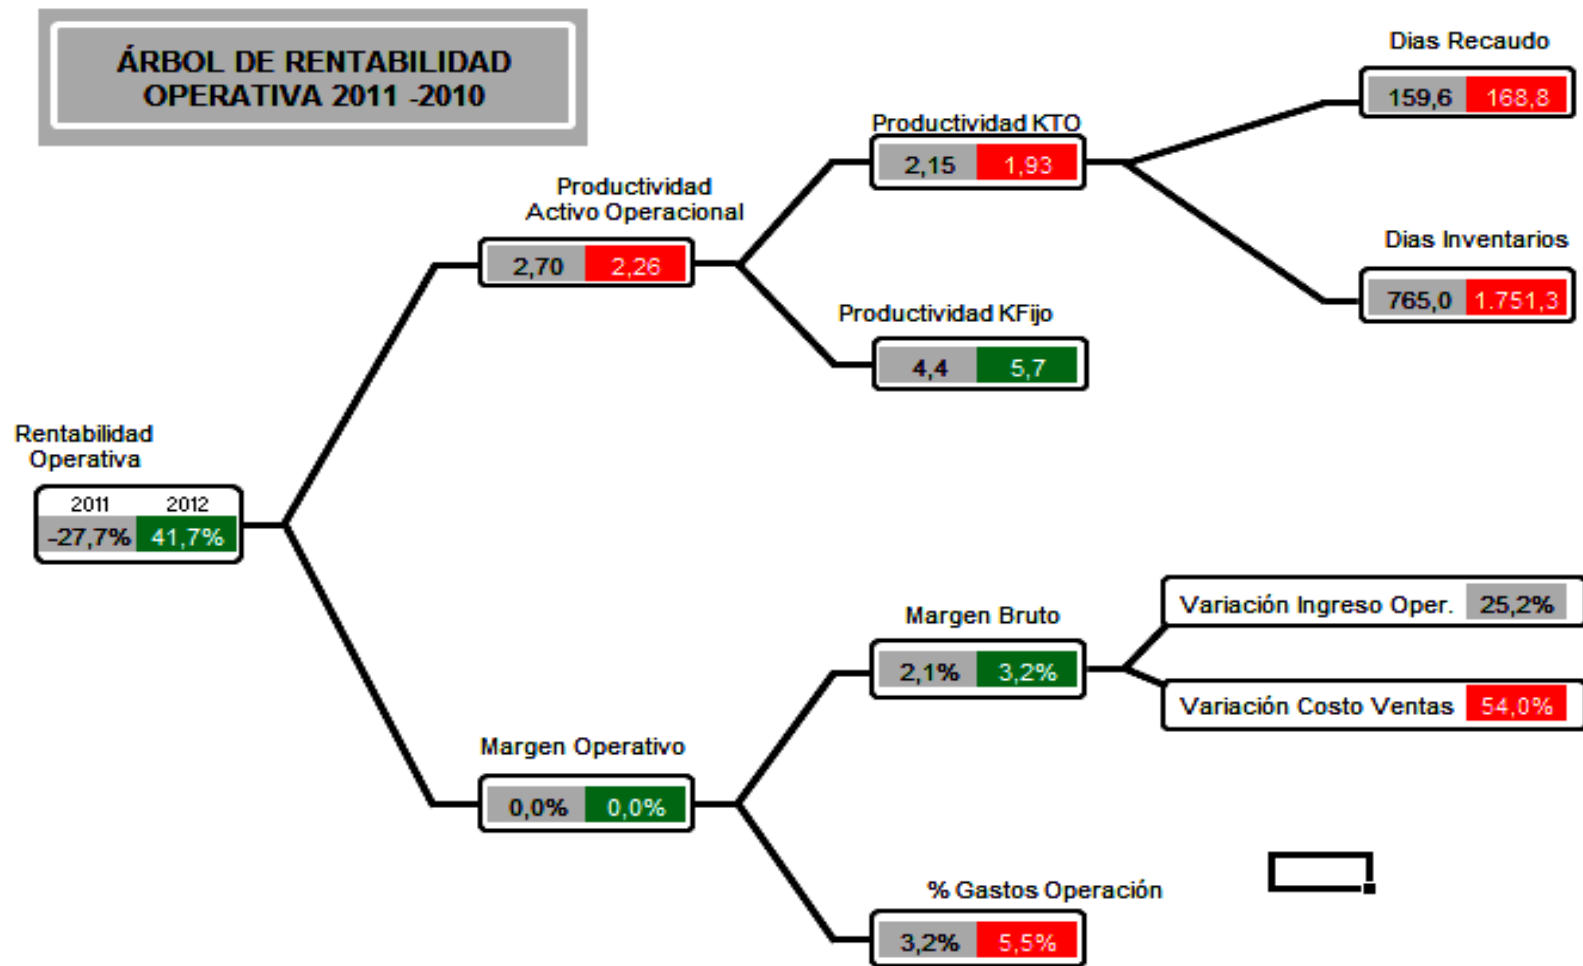 ÁRBOL DE RENTABILIDAD
OPERATIVA 2011 -2010
Dias Recaudo
159,6 168,8
Productividad KTO
2,15 1,93
Productividad
Activo Operacional
2,70 2,26
Dias Inventarios
765,0 1.751,3
Productividad KFijo
4,4 5,7
Rentabilidad
Operativa
2011 2012
-27,7% 41,7%
Margen Bruto
2,1% 3,2%
Variación Ingreso Oper. 25,2%
Variación Costo Ventas 54,0%
Margen Operativo
0,0% 0,0%
% Gastos Operación
3,2% 5,5%